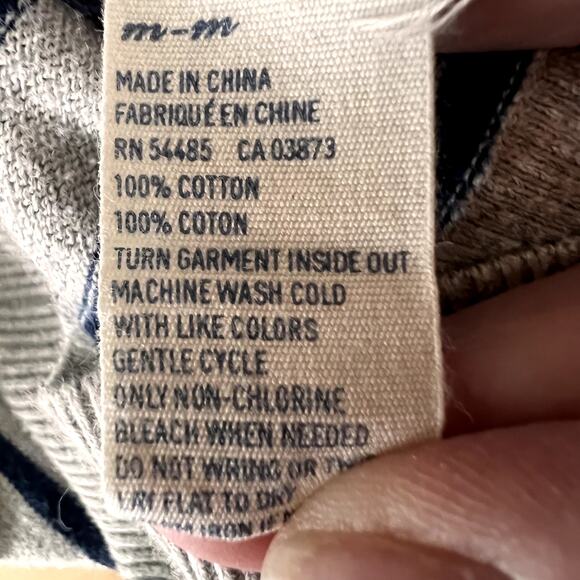 m-m
MADE IN CHINA
FABRIQUÉ EN CHINE
RN 54485 CA 03873
100% COTTON
100% COTON
TURN GARMENT INSIDE OUT
MACHINE WASH COLD
WITH LIKE COLORS
GENTLE CYCLE
ONLY NON-CHLORINE
BLEACH WHEN NEEDED
DO NOT WRING OR
FLAT TO DRY
IRON